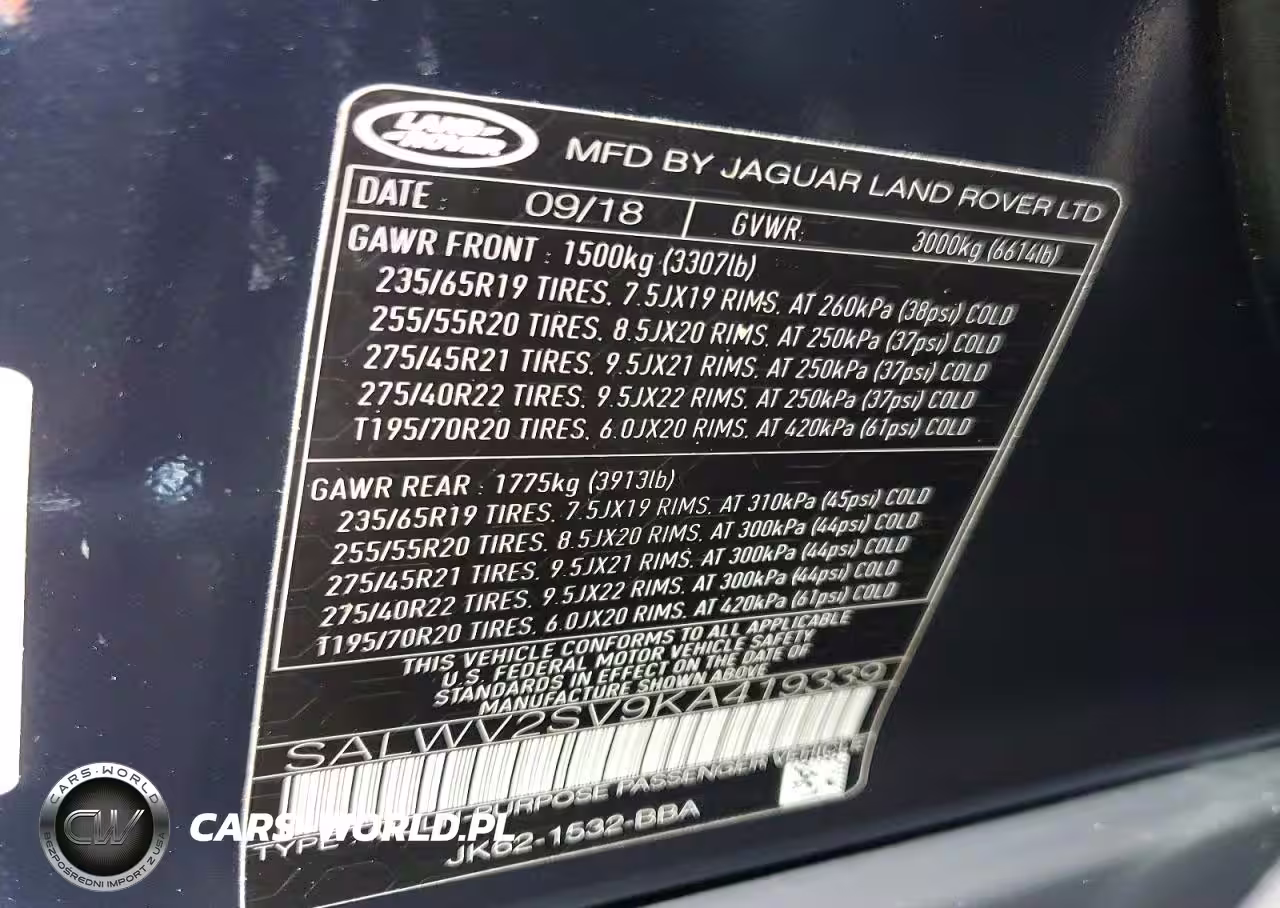 LAND ROVER
MFD BY JAGUAR LAND ROVER LTD
DATE : 09/18 GVWR: 3000kg (6614lb)
GAWR FRONT : 1500kg (3307lb)
235/65R19 TIRES, 7.5JX19 RIMS, AT 260kPa (38psi) COLD
255/55R20 TIRES, 8.5JX20 RIMS, AT 250kPa (37psi) COLD
275/45R21 TIRES, 9.5JX21 RIMS, AT 250kPa (37psi) COLD
275/40R22 TIRES, 9.5JX22 RIMS, AT 250kPa (37psi) COLD
T195/70R20 TIRES, 6.0JX20 RIMS, AT 420kPa (61psi) COLD
GAWR REAR : 1775kg (3913lb)
235/65R19 TIRES, 7.5JX19 RIMS, AT 310kPa (45psi) COLD
255/55R20 TIRES, 8.5JX20 RIMS, AT 300kPa (44psi) COLD
275/45R21 TIRES, 9.5JX21 RIMS, AT 300kPa (44psi) COLD
275/40R22 TIRES, 9.5JX22 RIMS, AT 300kPa (44psi) COLD
T195/70R20 TIRES, 6.0JX20 RIMS, AT 420kPa (61psi) COLD
THIS VEHICLE CONFORMS TO ALL APPLICABLE
U.S. FEDERAL MOTOR VEHICLE SAFETY
STANDARDS IN EFFECT ON THE DATE OF
MANUFACTURE SHOWN ABOVE
SALWV2SV9KA419339
TYPE PURPOSE PASSENGER VEHICLE
JK62-1532-BBA
CARS-WORLD
CW
BEZPOŚREDNI IMPORT Z USA
CARS-WORLD.PL